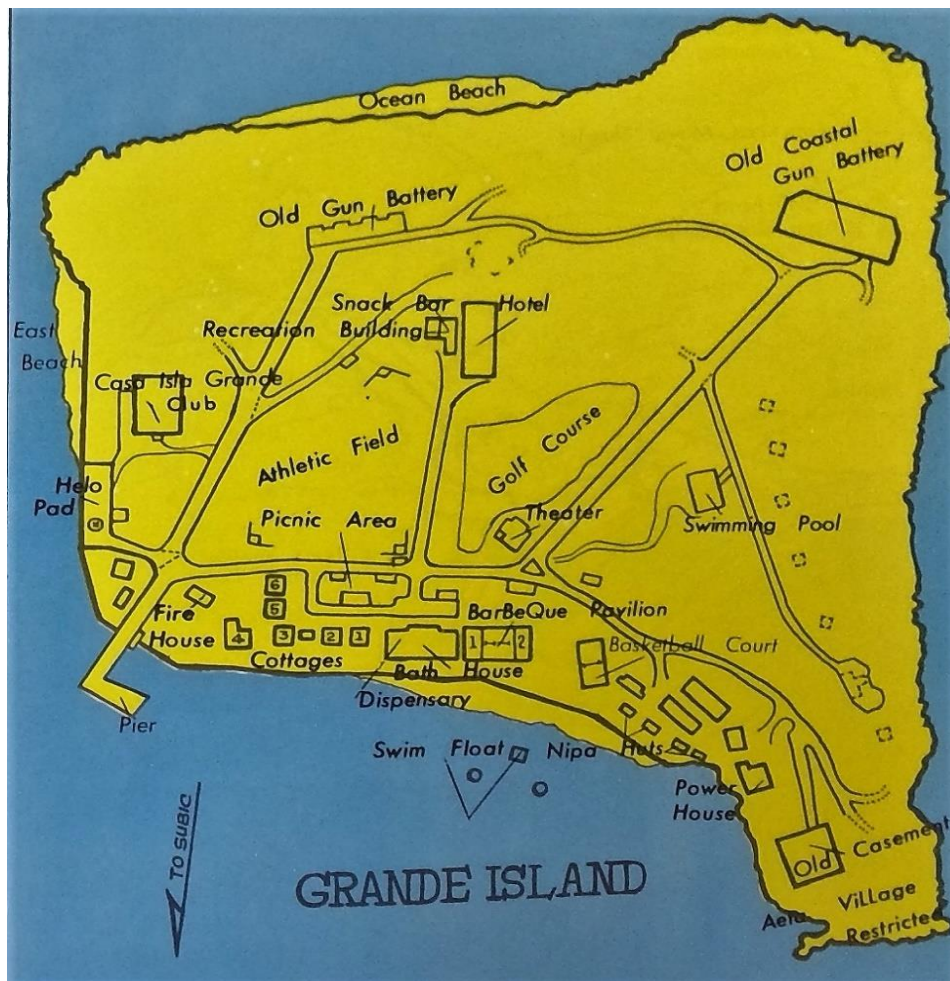 Ocean Beach
Old Coastal
Gun Battery
Old Gun Battery
Snack Bar
Hotel
Recreation Building
East
Beach
Casa Isla Grande
Club
Golf Course
Athletic Field
Helo
Pad
H
Picnic Area
Theater
Swimming Pool
6
5
Fire
House
BarBeQue Pavilion
4
3
2
1
1
2
Basketball Court
Cottages
Bath House
Dispensary
Pier
Swim Float
Nipa Huts
Power
House
TO SUBIC
GRANDE ISLAND
Old Casement
Aeta Village
Restricted